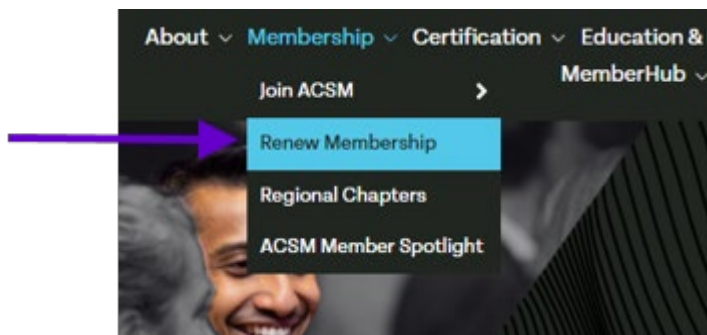 About Membership Certification Education &
MemberHub
Join ACSM
Renew Membership
Regional Chapters
ACSM Member Spotlight